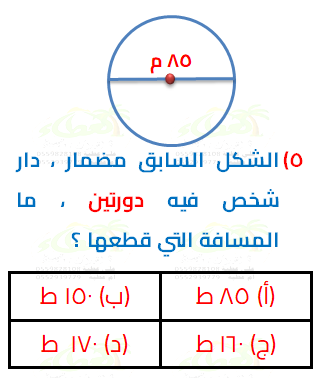 ٨٥ م
٥) الشكل السابق مضمار ، دار
شخص فيه دورتين ، ما
المسافة التي قطعها ؟
(أ) ٨٥ ط
(ب) ١٥٠ ط
(ج) ١٦٠ ط
(د) ١٧٠ ط